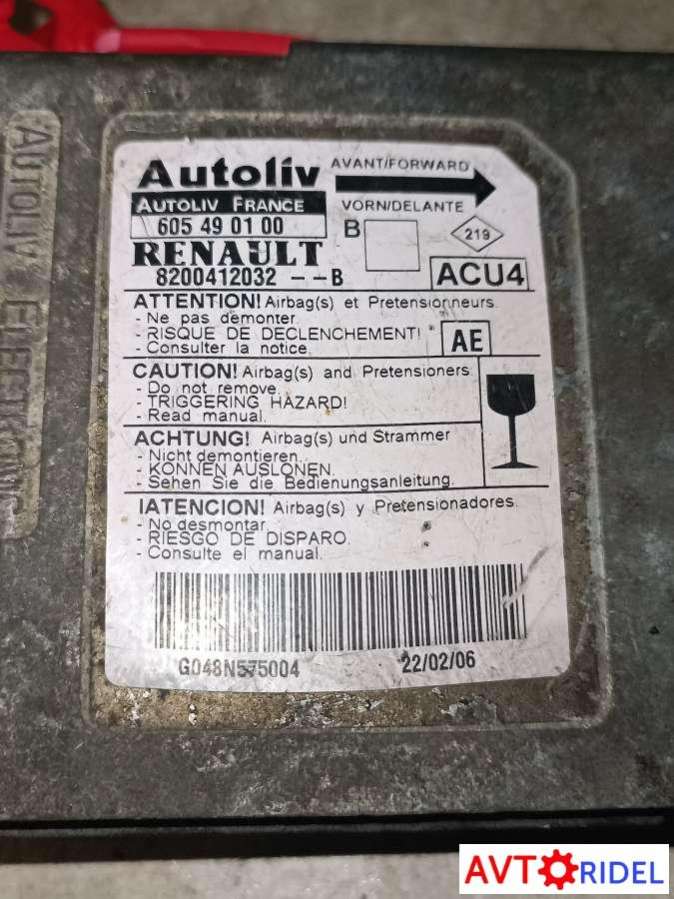 AUTOLIV ELECTRONIC
Autoliv
AVANT/FORWARD
AUTOLIV FRANCE
VORN/DELANTE
605 49 01 00
B
219
RENAULT
8200412032 - - B
ACU4
ATTENTION! Airbag(s) et Pretensionneurs.
- Ne pas demonter.
- RISQUE DE DECLENCHEMENT!
- Consulter la notice.
AE
CAUTION! Airbag(s) and Pretensioners
- Do not remove.
- TRIGGERING HAZARD!
- Read manual.
ACHTUNG! Airbag(s) und Strammer
- Nicht demontieren.
- KONNEN AUSLONEN.
- Sehen Sie die Bedienungsanleitung.
IATENCION! Airbag(s) y Pretensionadores.
- No desmontar.
- RIESGO DE DISPARO.
- Consulte el manual.
G048N575004
22/02/06
AVTORIDEL